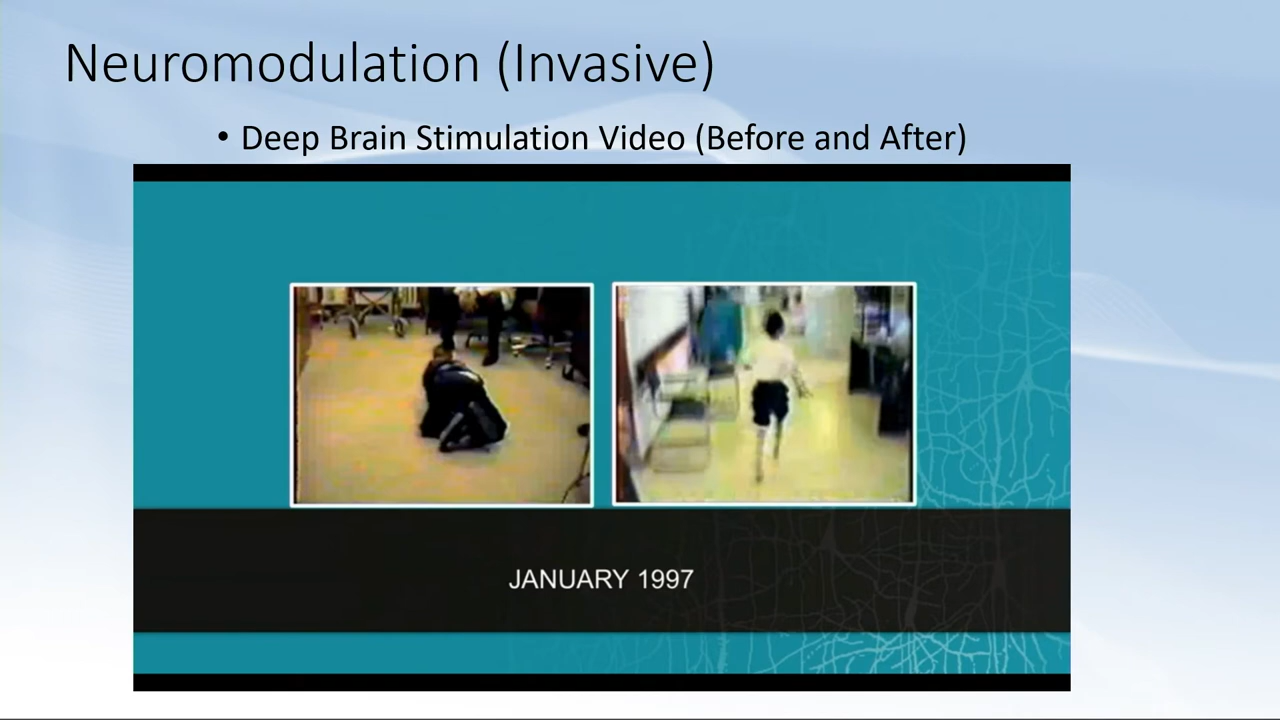 Neuromodulation (Invasive)
• Deep Brain Stimulation Video (Before and After)
JANUARY 1997